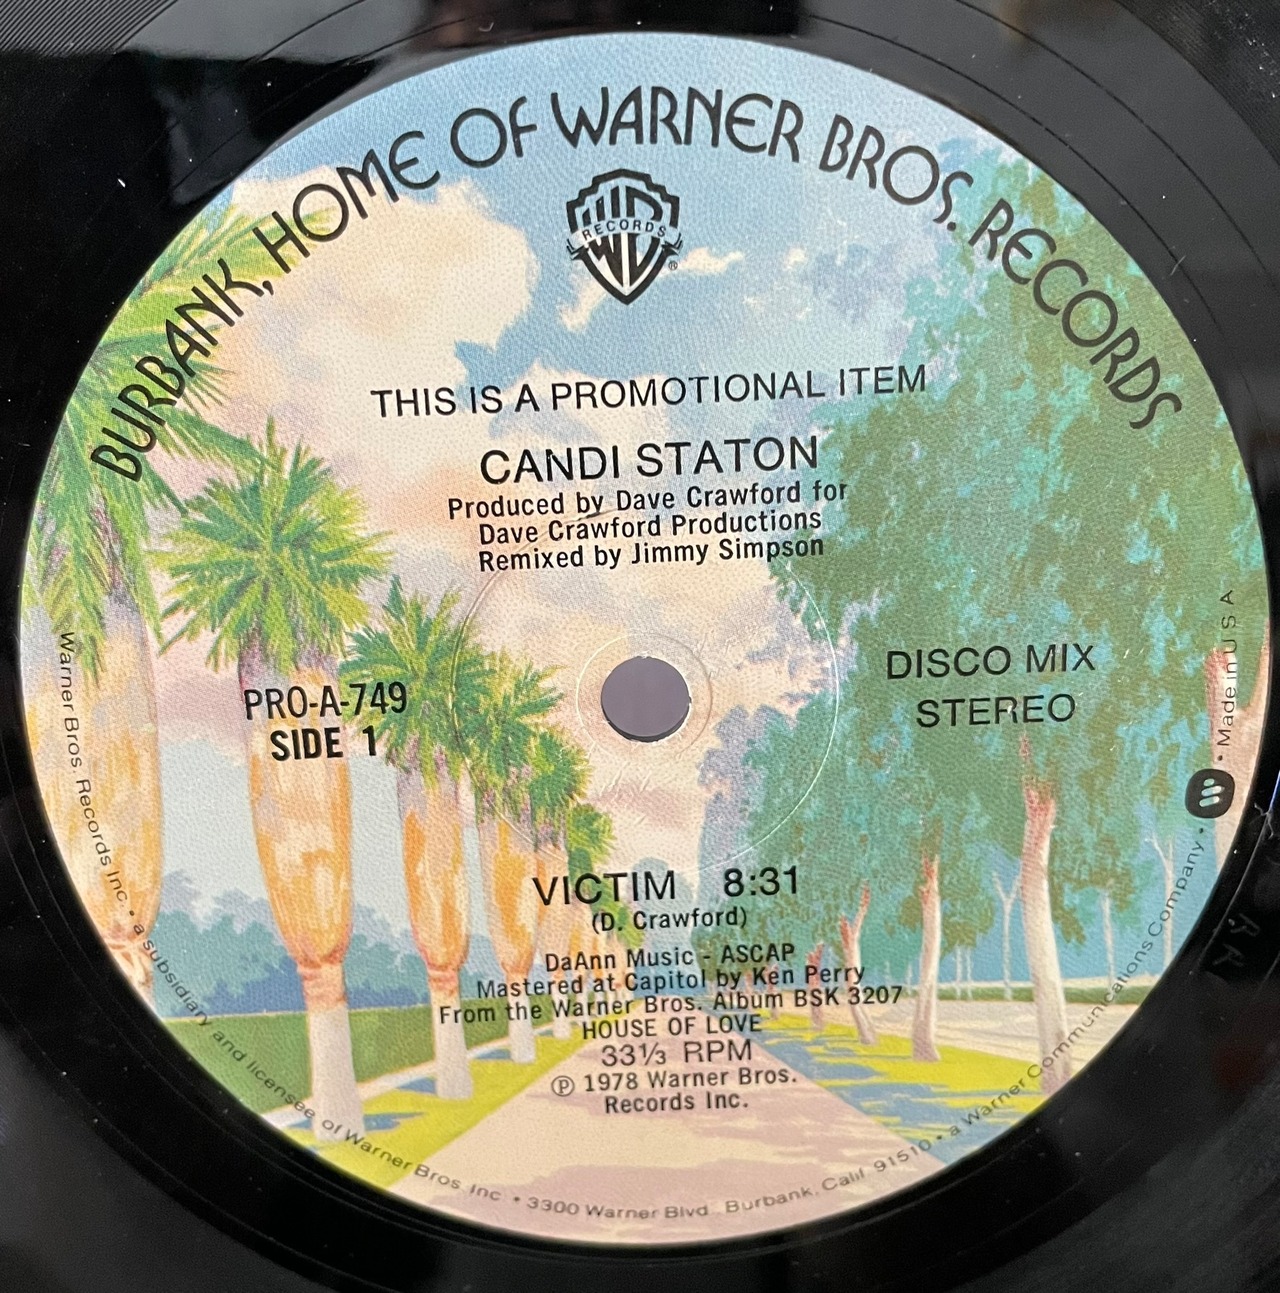 BURBANK, HOME OF WARNER BROS. RECORDS
WB
RECORDS
®
THIS IS A PROMOTIONAL ITEM
CANDI STATON
Produced by Dave Crawford for
Dave Crawford Productions
Remixed by Jimmy Simpson
PRO-A-749
SIDE 1
DISCO MIX
STEREO
VICTIM 8:31
(D. Crawford)
DaAnn Music - ASCAP
Mastered at Capitol by Ken Perry
From the Warner Bros. Album BSK 3207
HOUSE OF LOVE
33⅓ RPM
Ⓟ 1978 Warner Bros.
Records Inc.
Warner Bros. Records Inc. • a subsidiary and licensee of Warner Bros. Inc. • 3300 Warner Blvd., Burbank, Calif. 91510 • a Warner Communications Company • Made in U S A